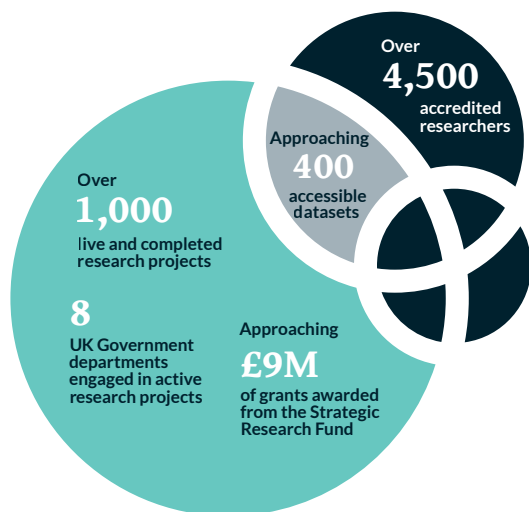 Over
4,500
accredited
researchers
Approaching
400
accessible
datasets
Over
1,000
live and completed
research projects
8
UK Government
departments
engaged in active
research projects
Approaching
£9M
of grants awarded
from the Strategic
Research Fund